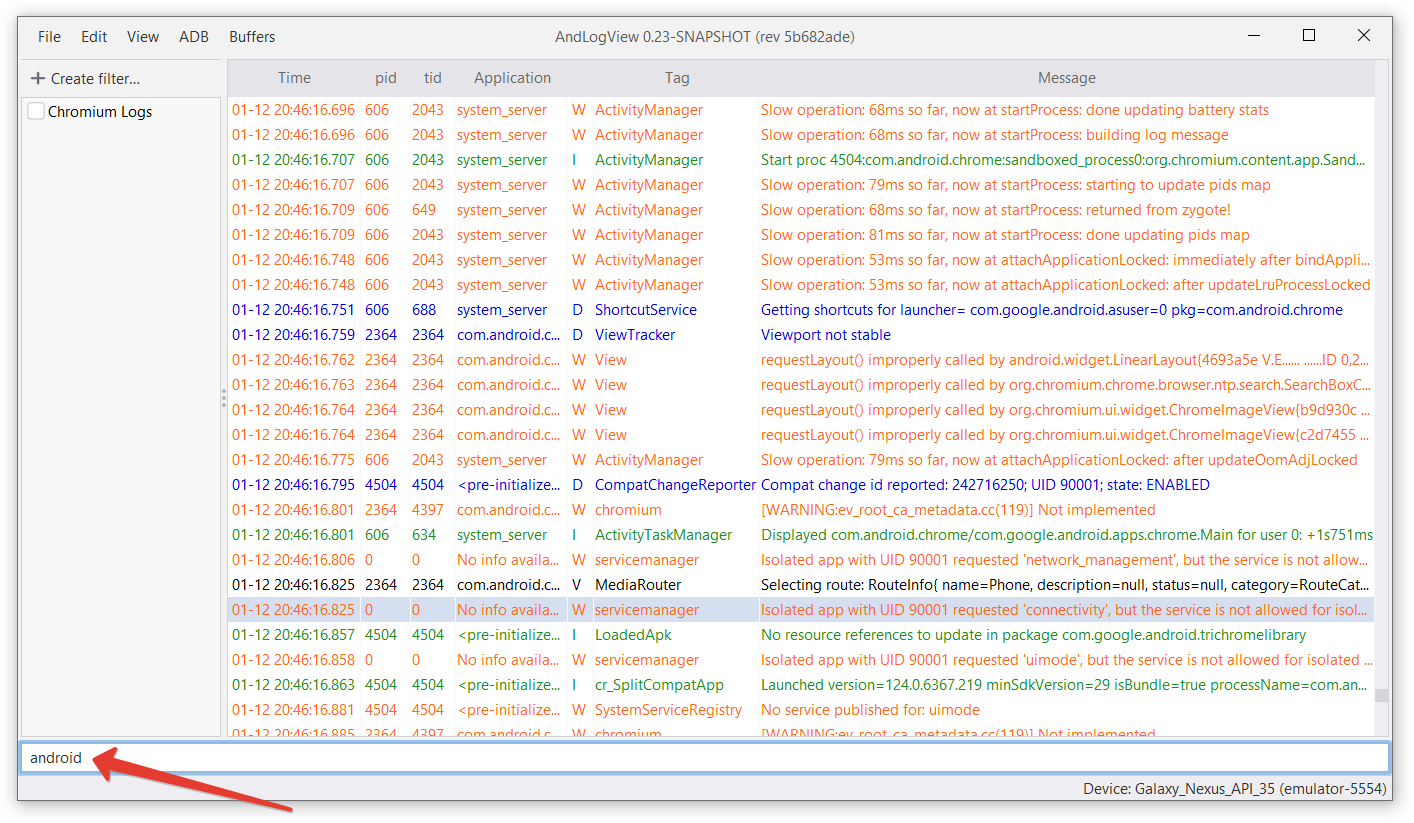 File Edit View ADB Buffers AndLogView 0.23-SNAPSHOT (rev 5b682ade)
Create filter...
Chromium Logs
Time pid tid Application Tag Message
01-12 20:46:16.696 606 2043 system_server W ActivityManager Slow operation: 68ms so far, now at startProcess: done updating battery stats
01-12 20:46:16.696 606 2043 system_server W ActivityManager Slow operation: 68ms so far, now at startProcess: building log message
01-12 20:46:16.707 606 2043 system_server I ActivityManager Start proc 4504:com.android.chrome:sandboxed_process0:org.chromium.content.app.Sand...
01-12 20:46:16.707 606 2043 system_server W ActivityManager Slow operation: 79ms so far, now at startProcess: starting to update pids map
01-12 20:46:16.709 606 649 system_server W ActivityManager Slow operation: 68ms so far, now at startProcess: returned from zygote!
01-12 20:46:16.709 606 2043 system_server W ActivityManager Slow operation: 81ms so far, now at startProcess: done updating pids map
01-12 20:46:16.748 606 2043 system_server W ActivityManager Slow operation: 53ms so far, now at attachApplicationLocked: immediately after bindAppli...
01-12 20:46:16.748 606 2043 system_server W ActivityManager Slow operation: 53ms so far, now at attachApplicationLocked: after updateLruProcessLocked
01-12 20:46:16.751 606 688 system_server D ShortcutService Getting shortcuts for launcher= com.google.android.asuser=0 pkg=com.android.chrome
01-12 20:46:16.759 2364 2364 com.android.c... D ViewTracker Viewport not stable
01-12 20:46:16.762 2364 2364 com.android.c... W View requestLayout() improperly called by android.widget.LinearLayout{4693a5e V.E...... ......ID 0,2...
01-12 20:46:16.763 2364 2364 com.android.c... W View requestLayout() improperly called by org.chromium.chrome.browser.ntp.search.SearchBoxC...
01-12 20:46:16.764 2364 2364 com.android.c... W View requestLayout() improperly called by org.chromium.ui.widget.ChromeImageView{b9d930c ...
01-12 20:46:16.764 2364 2364 com.android.c... W View requestLayout() improperly called by org.chromium.ui.widget.ChromeImageView{c2d7455 ...
01-12 20:46:16.775 606 2043 system_server W ActivityManager Slow operation: 79ms so far, now at attachApplicationLocked: after updateOomAdjLocked
01-12 20:46:16.795 4504 4504 <pre-initialize... D CompatChangeReporter Compat change id reported: 242716250; UID 90001; state: ENABLED
01-12 20:46:16.801 2364 4397 com.android.c... W chromium [WARNING:ev_root_ca_metadata.cc(119)] Not implemented
01-12 20:46:16.801 606 634 system_server I ActivityTaskManager Displayed com.android.chrome/com.google.android.apps.chrome.Main for user 0: +1s751ms
01-12 20:46:16.806 0 0 No info availa... W servicemanager Isolated app with UID 90001 requested 'network_management', but the service is not allow...
01-12 20:46:16.825 2364 2364 com.android.c... V MediaRouter Selecting route: RouteInfo{ name=Phone, description=null, status=null, category=RouteCat...
01-12 20:46:16.825 0 0 No info availa... W servicemanager Isolated app with UID 90001 requested 'connectivity', but the service is not allowed for isol...
01-12 20:46:16.857 4504 4504 <pre-initialize... I LoadedApk No resource references to update in package com.google.android.trichromelibrary
01-12 20:46:16.858 0 0 No info availa... W servicemanager Isolated app with UID 90001 requested 'uimode', but the service is not allowed for isolated ...
01-12 20:46:16.863 4504 4504 <pre-initialize... I cr_SplitCompatApp Launched version=124.0.6367.219 minSdkVersion=29 isBundle=true processName=com.an...
01-12 20:46:16.881 4504 4504 <pre-initialize... W SystemServiceRegistry No service published for: uimode
01-12 20:46:16.885 2364 4397 com.android.c... W chromium [WARNING:ev_root_ca_metadata.cc(119)] Not implemented
android
Device: Galaxy_Nexus_API_35 (emulator-5554)